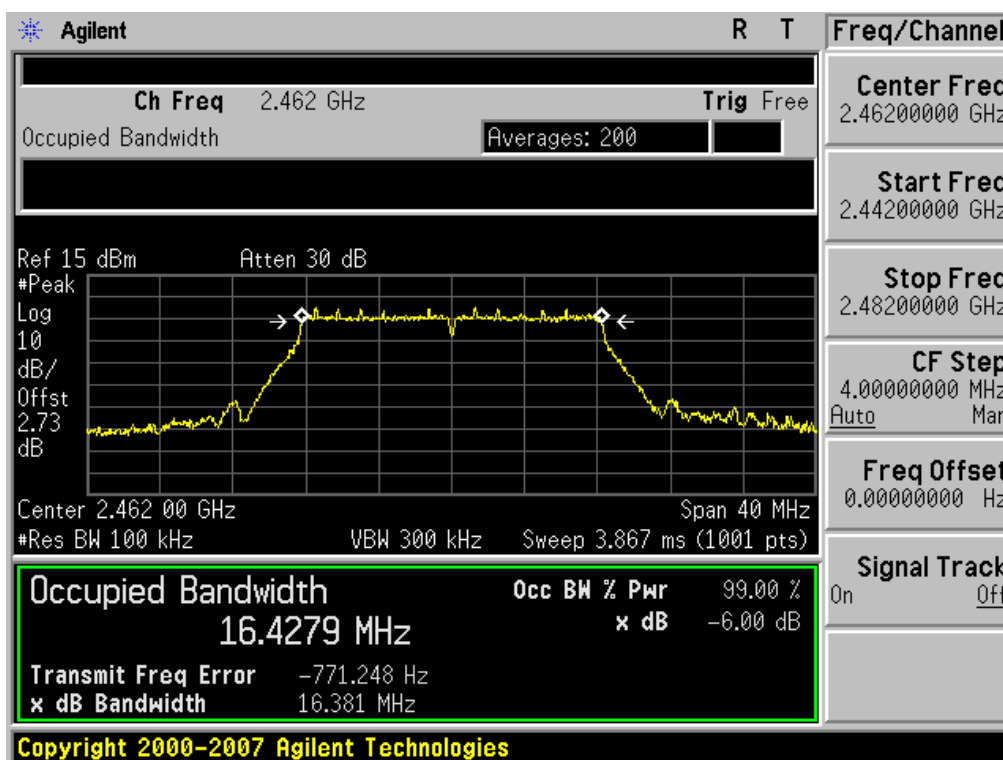 Agilent R T
Ch Freq 2.462 GHz Trig Free
Occupied Bandwidth Averages: 200
Ref 15 dBm Atten 30 dB
#Peak
Log
10
dB/
Offst
2.73
dB
Center 2.462 00 GHz Span 40 MHz
#Res BW 100 kHz VBW 300 kHz Sweep 3.867 ms (1001 pts)
Occupied Bandwidth Occ BW % Pwr 99.00 %
16.4279 MHz x dB -6.00 dB
Transmit Freq Error -771.248 Hz
x dB Bandwidth 16.381 MHz
Copyright 2000-2007 Agilent Technologies
Freq/Channel
Center Freq
2.46200000 GHz
Start Freq
2.44200000 GHz
Stop Freq
2.48200000 GHz
CF Step
4.00000000 MHz
Auto Man
Freq Offset
0.00000000 Hz
Signal Track
On Off